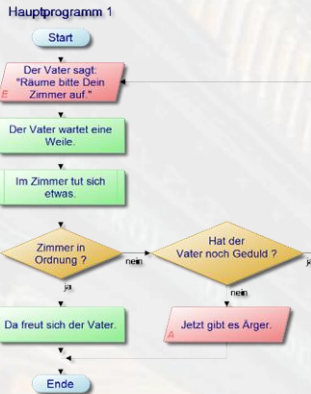 Hauptprogramm 1
Start
Der Vater sagt:
"Räume bitte Dein
Zimmer auf."
E
Der Vater wartet eine
Weile.
Im Zimmer tut sich
etwas.
Zimmer in
Ordnung ?
nein
ja
Hat der
Vater noch Geduld ?
nein
Da freut sich der Vater.
Jetzt gibt es Ärger.
A
Ende